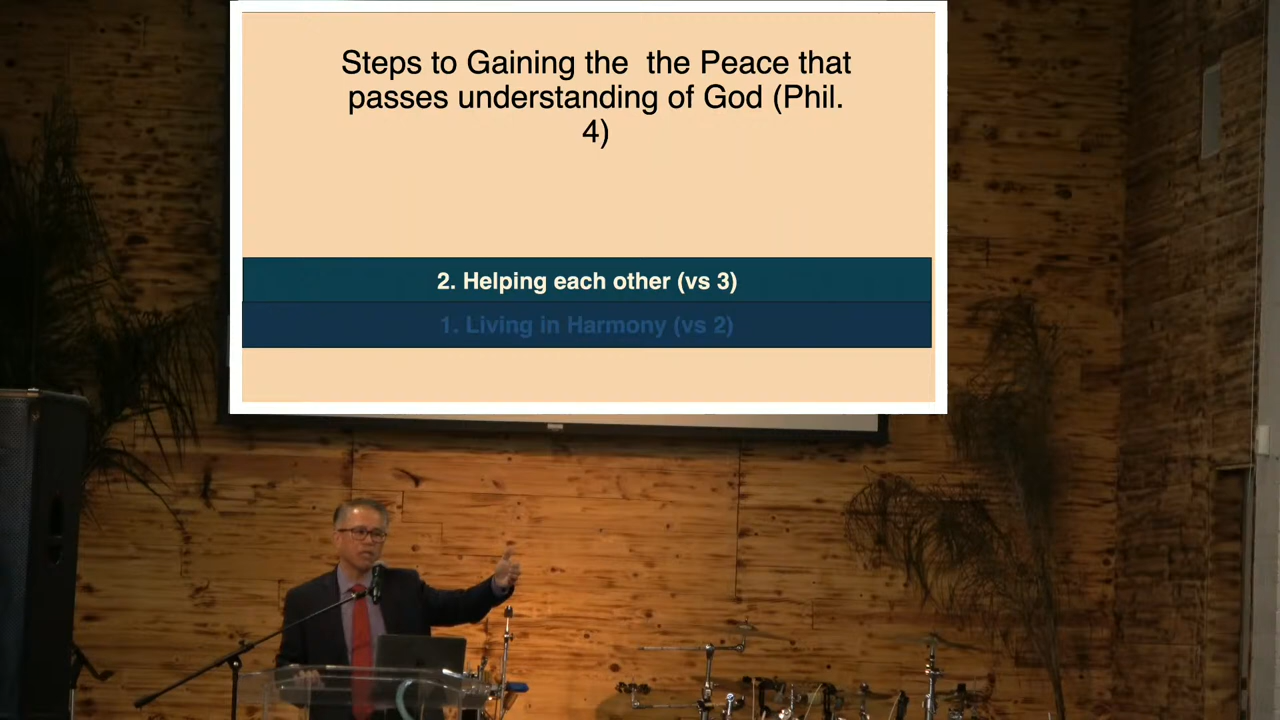 Steps to Gaining the  the Peace that
passes understanding of God (Phil.
4)
2. Helping each other (vs 3)
1. Living in Harmony (vs 2)